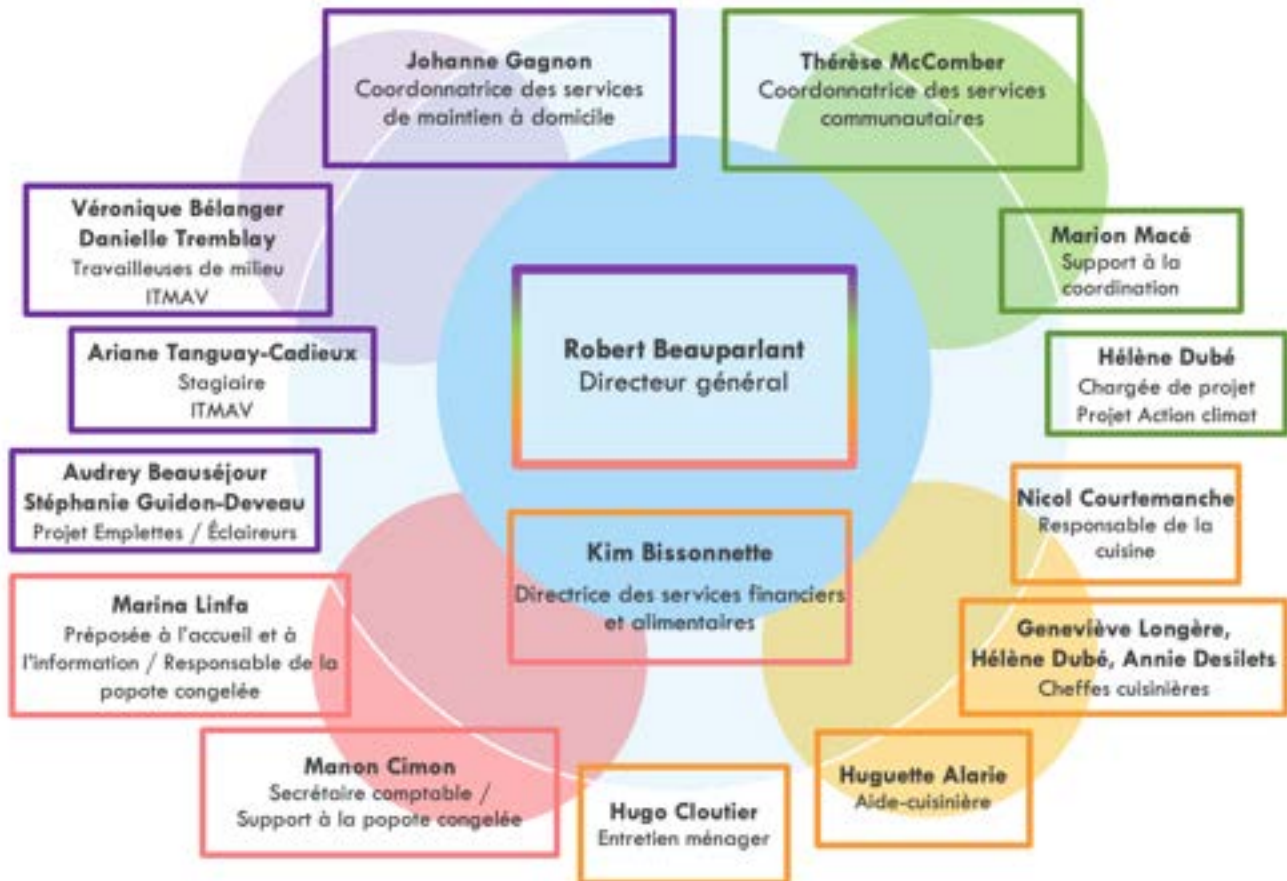 Johanne Gagnon
Coordonnatrice des services
de maintien à domicile
Thérèse McComber
Coordonnatrice des services
communautaires
Véronique Bélanger
Danielle Tremblay
Travailleuses de milieu
ITMAV
Marion Macé
Support à la
coordination
Ariane Tanguay-Cadieux
Stagiaire
ITMAV
Robert Beauparlant
Directeur général
Hélène Dubé
Chargée de projet
Projet Action climat
Audrey Beauséjour
Stéphanie Guidon-Deveau
Projet Emplettes / Éclaireurs
Nicol Courtemanche
Responsable de la
cuisine
Kim Bissonnette
Directrice des services financiers
et alimentaires
Marina Linfa
Préposée à l'accueil et à
l'information / Responsable de la
popote congelée
Geneviève Longère,
Hélène Dubé, Annie Desilets
Cheffes cuisinières
Manon Cimon
Secrétaire comptable /
Support à la popote congelée
Hugo Cloutier
Entretien ménager
Huguette Alarie
Aide-cuisinière